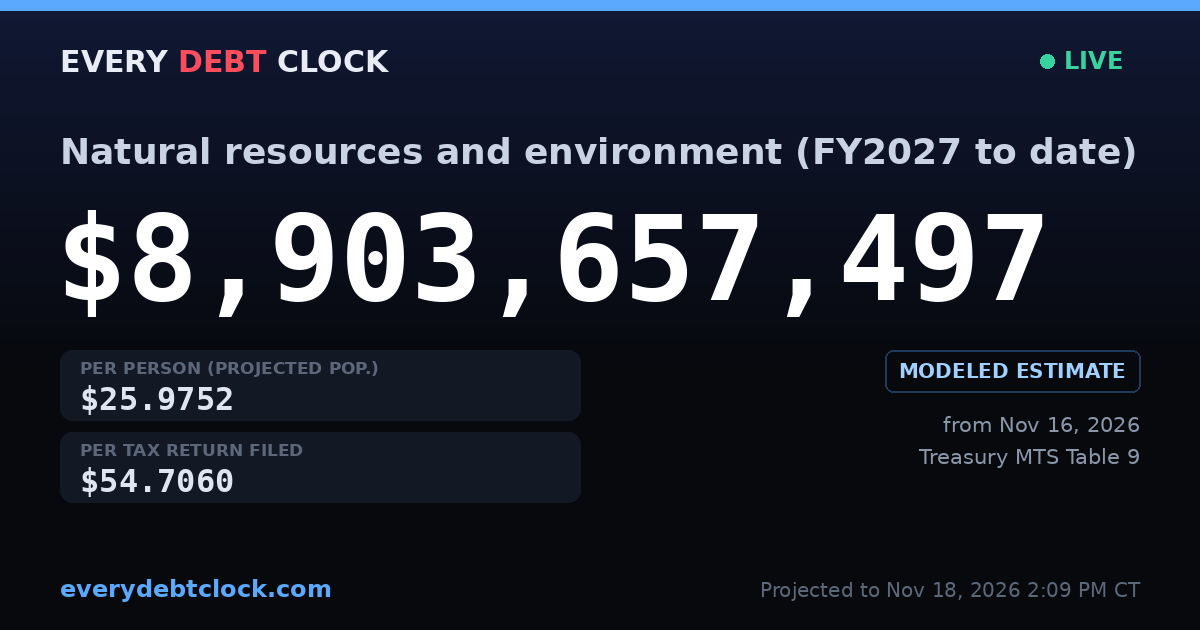 EVERY DEBT CLOCK
LIVE
Natural resources and environment (FY2027 to date)
$8,903,657,497
PER PERSON (PROJECTED POP.)
$25.9752
PER TAX RETURN FILED
$54.7060
MODELED ESTIMATE
from Nov 16, 2026
Treasury MTS Table 9
everydebtclock.com
Projected to Nov 18, 2026 2:09 PM CT